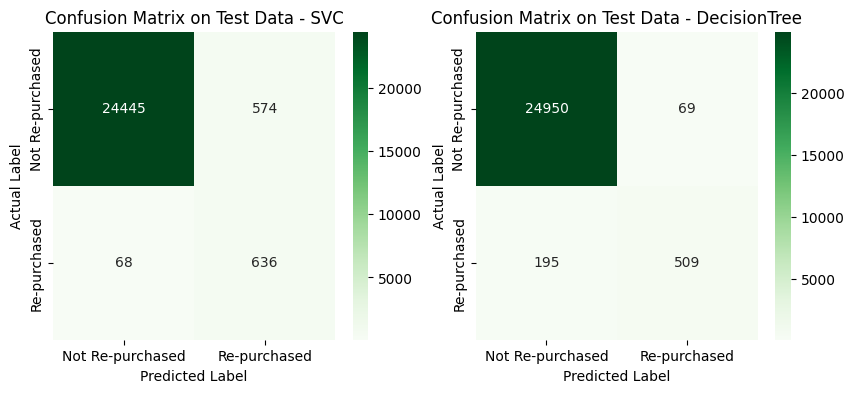 Confusion Matrix on Test Data - SVC
Actual Label
Not Re-purchased
Re-purchased
24445
574
68
636
Not Re-purchased
Re-purchased
Predicted Label
20000
15000
10000
5000
Confusion Matrix on Test Data - DecisionTree
Actual Label
Not Re-purchased
Re-purchased
24950
69
195
509
Not Re-purchased
Re-purchased
Predicted Label
20000
15000
10000
5000